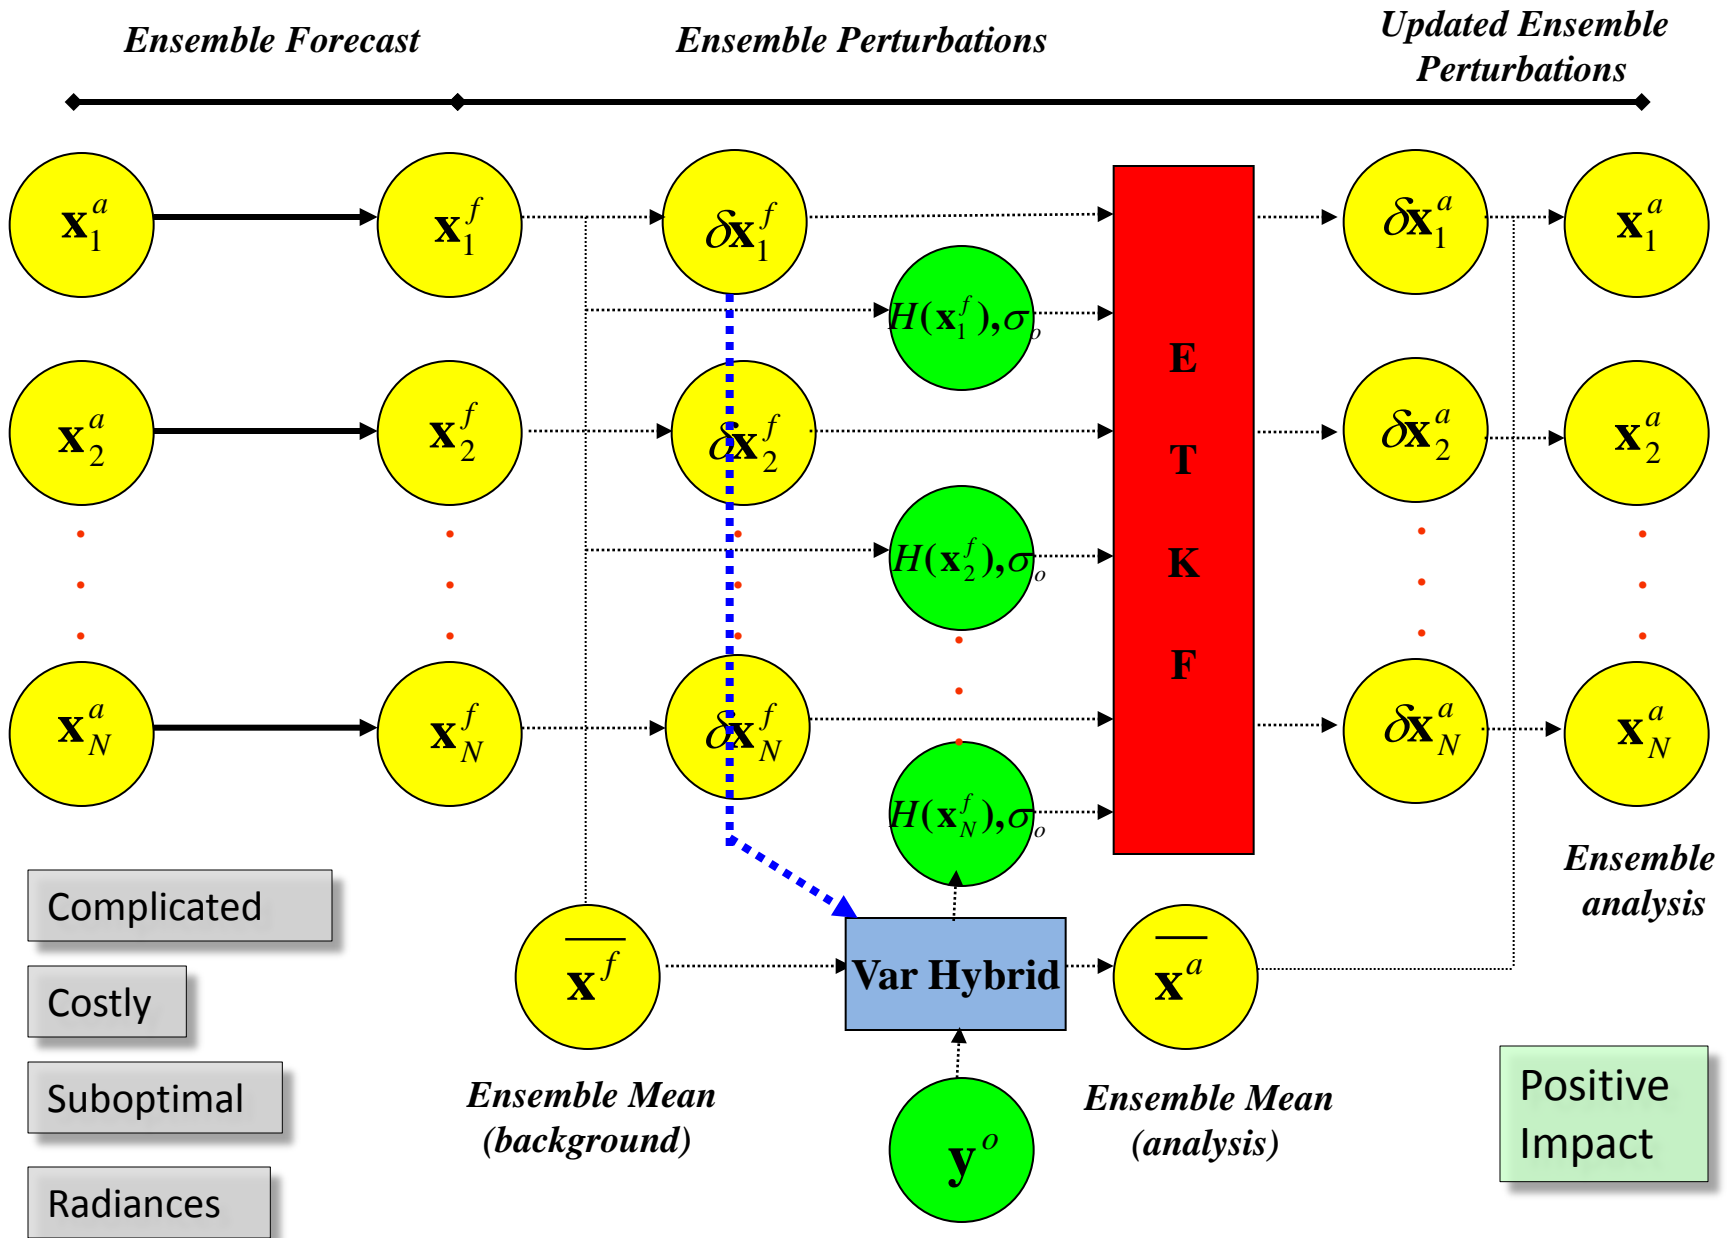 Ensemble Forecast
Ensemble Perturbations
Updated Ensemble
Perturbations
x₁ᵃ
x₁ᶠ
δx₁ᶠ
δx₁ᵃ
x₁ᵃ
H(x₁ᶠ),σₒ
E
x₂ᵃ
x₂ᶠ
δx₂ᶠ
δx₂ᵃ
x₂ᵃ
T
H(x₂ᶠ),σₒ
K
F
x_Nᵃ
x_Nᶠ
δx_Nᶠ
δx_Nᵃ
x_Nᵃ
H(x_Nᶠ),σₒ
Ensemble
analysis
Complicated
Costly
Suboptimal
Radiances
x̅ᶠ
Var Hybrid
x̅ᵃ
Ensemble Mean
(background)
yᵒ
Ensemble Mean
(analysis)
Positive
Impact